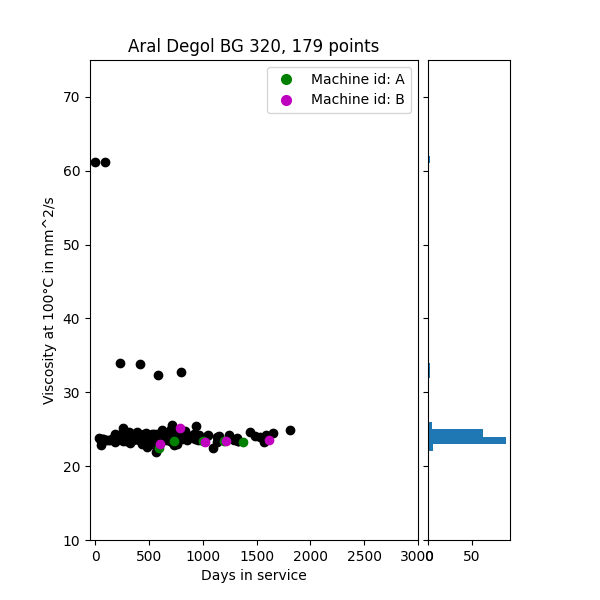 Aral Degol BG 320, 179 points
Machine id: A
Machine id: B
Viscosity at 100°C in mm^2/s
70
60
50
40
30
20
10
0 500 1000 1500 2000 2500 3000
0 50
Days in service